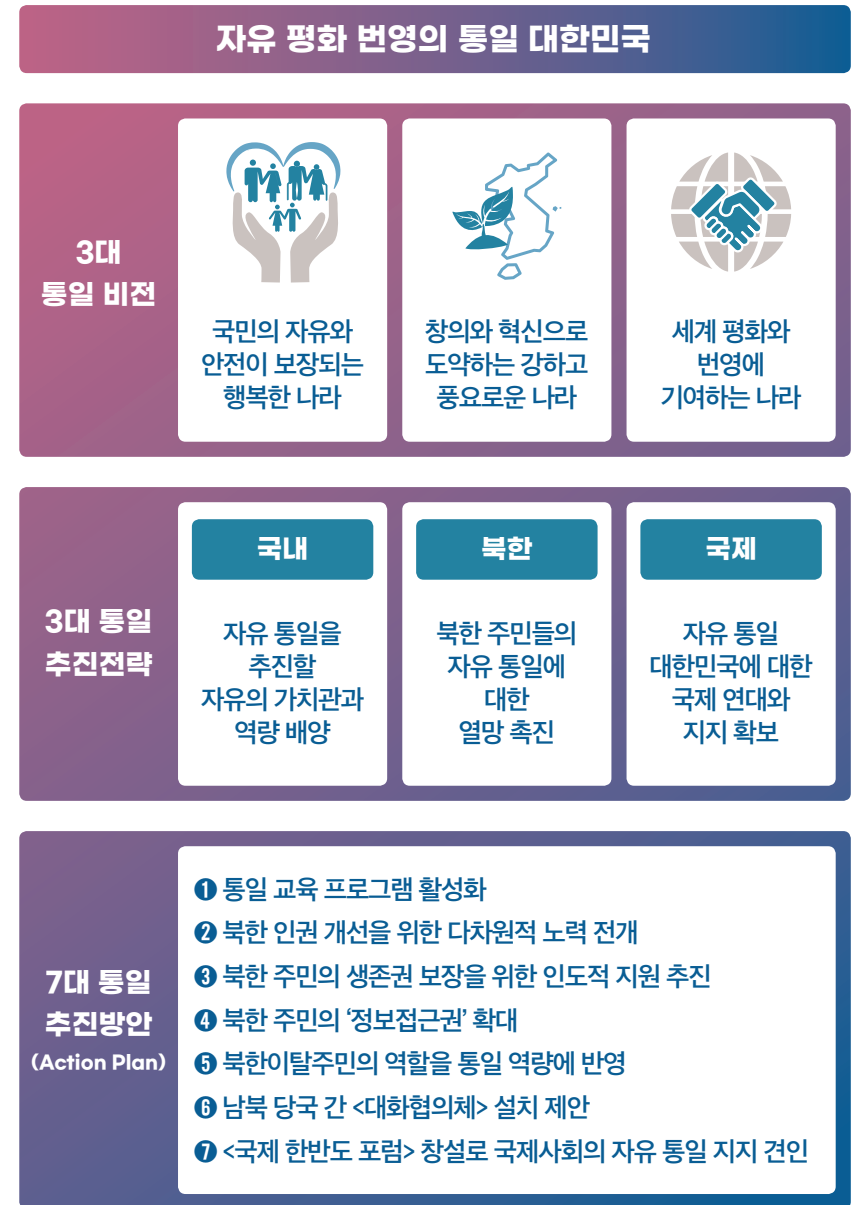 자유 평화 번영의 통일 대한민국
3대
통일 비전
국민의 자유와
안전이 보장되는
행복한 나라
창의와 혁신으로
도약하는 강하고
풍요로운 나라
세계 평화와
번영에
기여하는 나라
3대 통일
추진전략
국내
자유 통일을
추진할
자유의 가치관과
역량 배양
북한
북한 주민들의
자유 통일에
대한
열망 촉진
국제
자유 통일
대한민국에 대한
국제 연대와
지지 확보
7대 통일
추진방안
(Action Plan)
❶ 통일 교육 프로그램 활성화
❷ 북한 인권 개선을 위한 다차원적 노력 전개
❸ 북한 주민의 생존권 보장을 위한 인도적 지원 추진
❹ 북한 주민의 ‘정보접근권’ 확대
❺ 북한이탈주민의 역할을 통일 역량에 반영
❻ 남북 당국 간 <대화협의체> 설치 제안
❼ <국제 한반도 포럼> 창설로 국제사회의 자유 통일 지지 견인